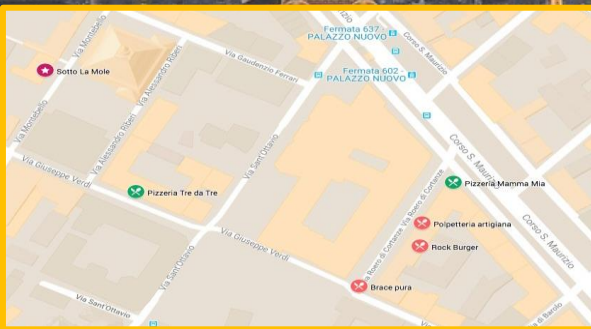 Fermata 637 -
PALAZZO NUOVO
Corso S. Maurizio
Via Montebello
Via Gaudenzio Ferrari
Via Alessandro Riberi
Sotto La Mole
Fermata 602 -
PALAZZO NUOVO
Via Montebello
Via Alessandro Riberi
Via Sant'Ottavio
Corso S. Maurizio
Via Giuseppe Verdi
Pizzeria Tre da Tre
Pizzeria Mamma Mia
Via Roero di Cortanze
Polpetteria artigiana
Corso S. Maurizio
Via Giuseppe Verdi
Rock Burger
Via Sant'Ottavio
Via Roero di Cortanze
Brace pura
Via Sant'Ottavio